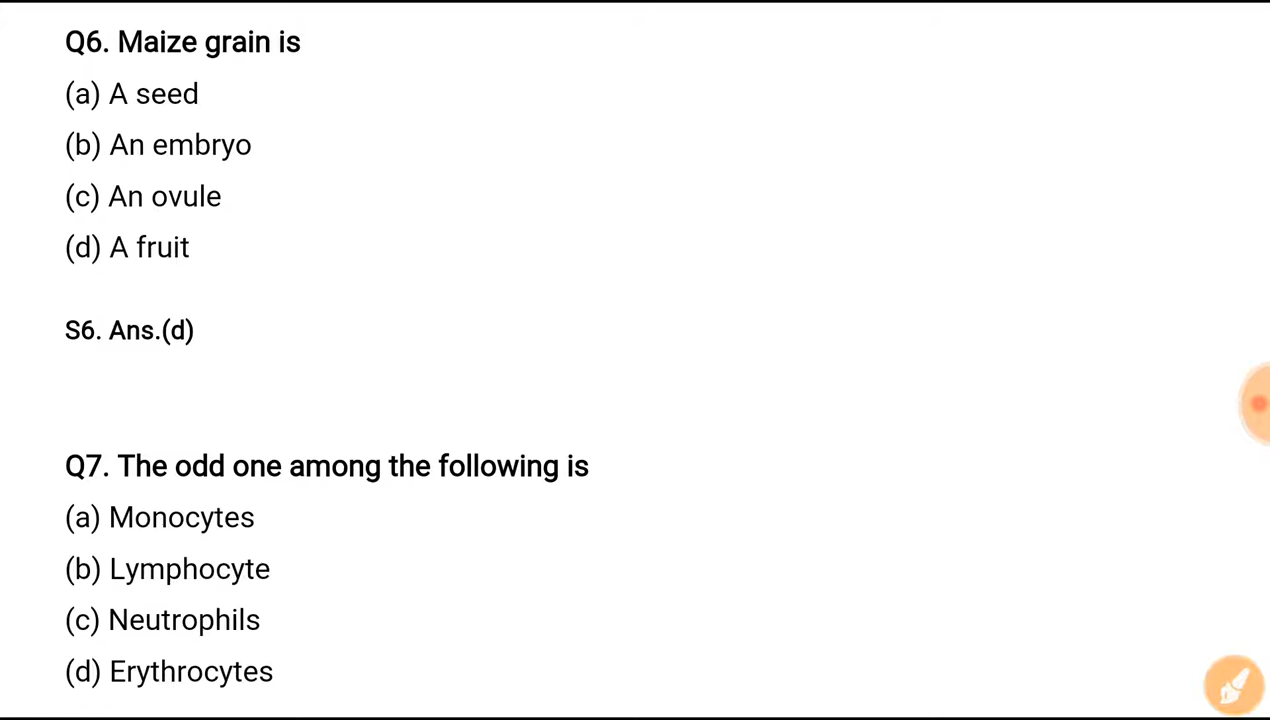 Q6. Maize grain is
(a) A seed
(b) An embryo
(c) An ovule
(d) A fruit
S6. Ans.(d)
Q7. The odd one among the following is
(a) Monocytes
(b) Lymphocyte
(c) Neutrophils
(d) Erythrocytes